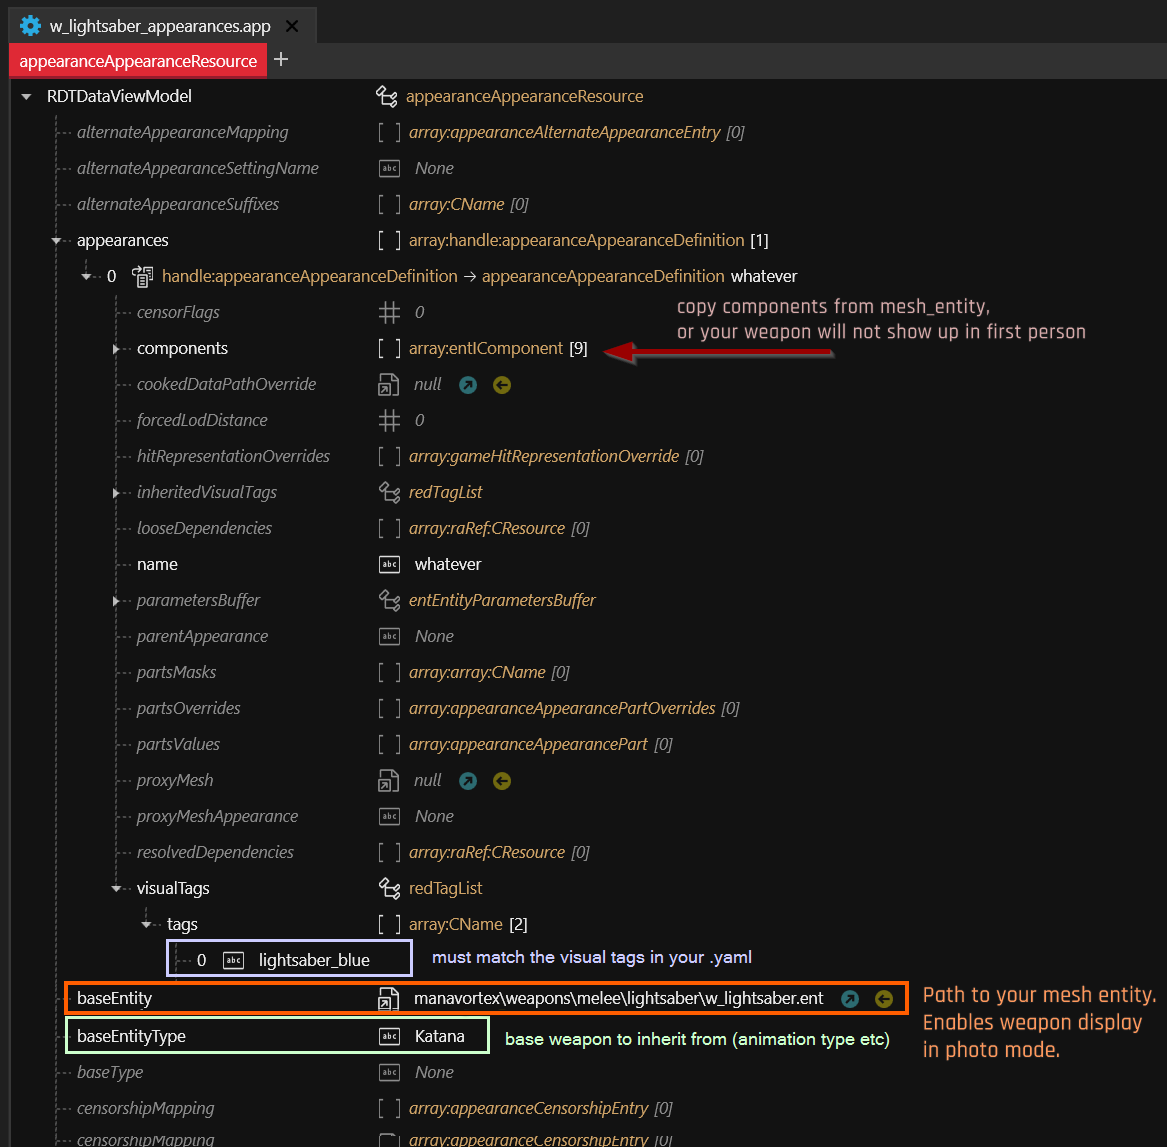 w_lightsaber_appearances.app
appearanceAppearanceResource
RDTDataViewModel appearanceAppearanceResource
alternateAppearanceMapping [ ] array:appearanceAlternateAppearanceEntry [0]
alternateAppearanceSettingName abc None
alternateAppearanceSuffixes [ ] array:CName [0]
appearances [ ] array:handle:appearanceAppearanceDefinition [1]
0 handle:appearanceAppearanceDefinition → appearanceAppearanceDefinition whatever
censorFlags 0
copy components from mesh_entity,
or your weapon will not show up in first person
components [ ] array:entIComponent [9]
cookedDataPathOverride null
forcedLodDistance 0
hitRepresentationOverrides [ ] array:gameHitRepresentationOverride [0]
inheritedVisualTags redTagList
looseDependencies [ ] array:raRef:CResource [0]
name abc whatever
parametersBuffer entEntityParametersBuffer
parentAppearance abc None
partsMasks [ ] array:array:CName [0]
partsOverrides [ ] array:appearanceAppearancePartOverrides [0]
partsValues [ ] array:appearanceAppearancePart [0]
proxyMesh null
proxyMeshAppearance abc None
resolvedDependencies [ ] array:raRef:CResource [0]
visualTags redTagList
tags [ ] array:CName [2]
0 abc lightsaber_blue must match the visual tags in your .yaml
baseEntity manavortex\weapons\melee\lightsaber\w_lightsaber.ent
Path to your mesh entity.
Enables weapon display
in photo mode.
baseEntityType abc Katana base weapon to inherit from (animation type etc)
baseType abc None
censorshipMapping [ ] array:appearanceCensorshipEntry [0]
censorshipMapping array:appearanceCensorshipEntry [0]